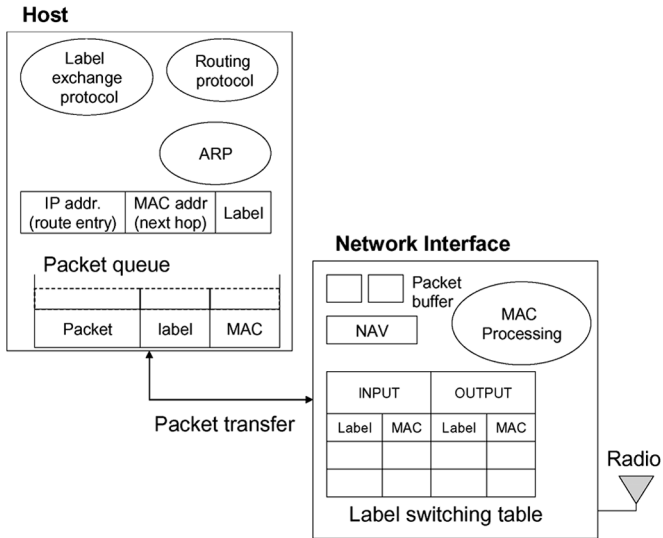 Host
Label
exchange
protocol
Routing
protocol
ARP
IP addr.
(route entry)
MAC addr
(next hop)
Label
Packet queue
Packet
label
MAC
Packet transfer
Network Interface
Packet
buffer
NAV
MAC
Processing
INPUT
OUTPUT
Label
MAC
Label
MAC
Label switching table
Radio